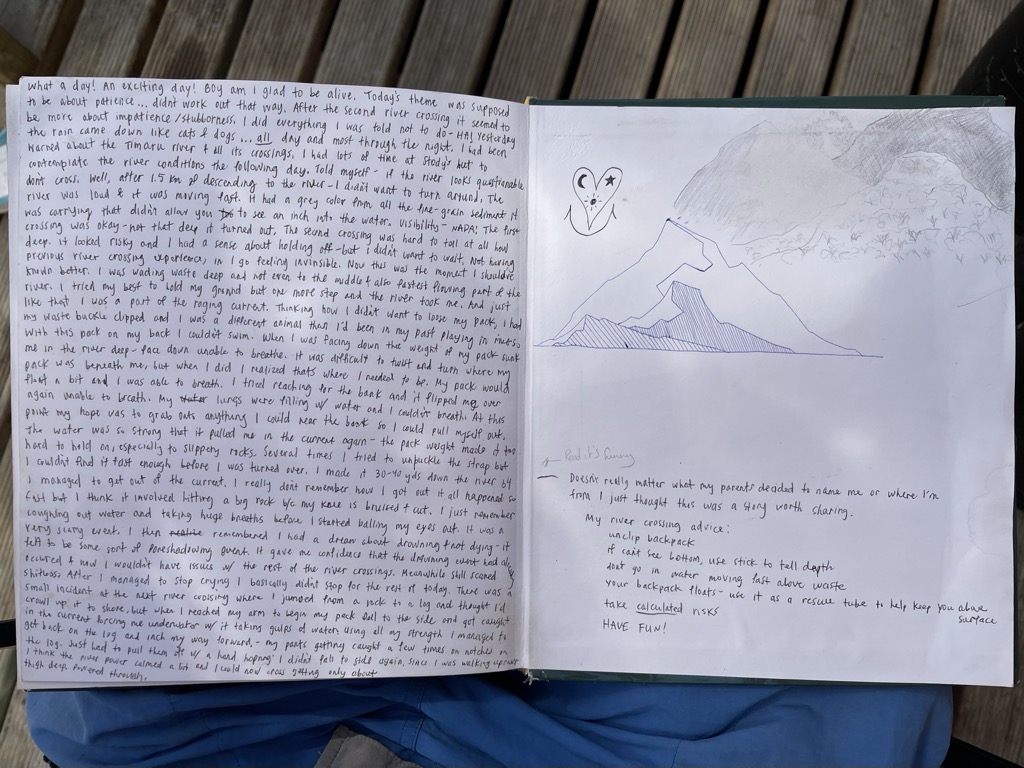 What a day! An exciting day! Boy am I glad to be alive. Today's theme was supposed
to be about patience... didnt work out that way. After the second river crossing it seemed to
be more about impatience/stubborness. I did everything I was told not to do - HA! Yesterday
the rain came down like cats & dogs... all day and most through the night. I had been
warned about the Timaru river & all its crossings. I had lots of time at Stody's hut to
contemplate the river conditions the following day. Told myself - if the river looks questionable
don't cross. Well, after 1.5 km of descending to the river - I didn't want to turn around. The
river was loud & it was moving fast. It had a grey color from all the fine-grain sediment it
was carrying that didn't allow you to see an inch into the water. Visibility - NADA! The first
crossing was okay - not that deep it turned out. The second crossing was hard to tell at all how
deep. it looked risky and I had a sense about holding off - but I didn't want to wait. Not having
previous river crossing experience, in I go feeling invinsible. Now this was the moment I should've
known better. I was wading waste deep and not even to the middle & also fastest flowing part of the
river. I tried my best to hold my ground but one more step and the river took me. And just
like that I was a part of the raging current. Thinking how I didn't want to loose my pack, I had
my waste buckle clipped and I was a different animal than I'd been in my past playing in rivers.
With this pack on my back I couldn't swim. When I was facing down the weight of my pack sunk
me in the river deep - face down unable to breathe. It was difficult to twist and turn where my
pack was beneath me, but when I did I realized thats where I needed to be. My pack would
float a bit and I was able to breath. I tried reaching for the bank and it flipped me over
again unable to breath. My lungs were filling w/ water and I couldn't breath. At this
point my hope was to grab onto anything I could near the bank so I could pull myself out.
The water was so strong that it pulled me in the current again - the pack weight made it too
hard to hold on, especially to slippery rocks. Several times I tried to unbuckle the strap but
I couldn't find it fast enough before I was turned over. I made it 30-40 yds down the river by
I managed to get out of the current. I really dont remember how I got out it all happened so
fast but I think it involved hitting a big rock b/c my knee is bruised & cut. I just remember
coughing out water and taking huge breaths before I started balling my eyes out. It was a
very scary event. I then remembered I had a dream about drowning & not dying - it
felt to be some sort of foreshadowing event. It gave me confidence that the drowning event had already
occured & now I wouldn't have issues w/ the rest of the river crossings. Meanwhile still scared
shitless. After I managed to stop crying I basically didn't stop for the rest of today. There was a
small incident at the next river crossing where I jumped from a rock to a log and thought I'd
crawl up it to shore. but when I reached my arm to begin my pack fell to the side and got caught
in the current forcing me underwater w/ it taking gulps of water. Using all my strength I managed to
get back on the log and inch my way forward - my pants getting caught a few times on notches on
the log. Just had to pull them off w/ a hand hoping I didn't fall to side again. Since I was walking upriver
I think the river power calmed a bit and I could now cross getting only about
thigh deep. Powered through.
Read its funny
Doesn't really matter what my parents decided to name me or where I'm
from I just thought this was a story worth sharing.
My river crossing advice:
unclip backpack
if can't see bottom, use stick to tell depth
dont go in water moving fast above waste
your backpack floats - use it as a rescue tube to help keep you above
surface
take calculated risks
HAVE FUN!